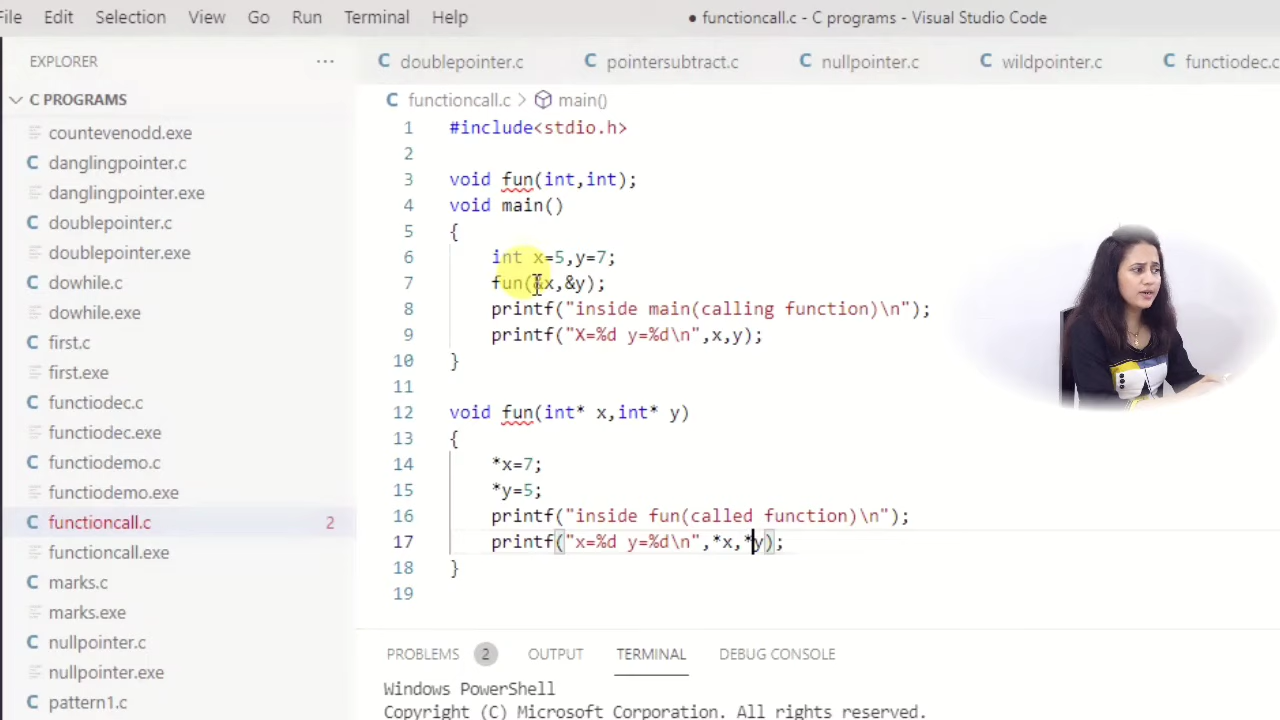 File Edit Selection View Go Run Terminal Help ● functioncall.c - C programs - Visual Studio Code
EXPLORER ...
doublepointer.c pointersubtract.c nullpointer.c wildpointer.c functiodec.c
C PROGRAMS
functioncall.c > main()
countevenodd.exe
danglingpointer.c
danglingpointer.exe
doublepointer.c
doublepointer.exe
dowhile.c
dowhile.exe
first.c
first.exe
functiodec.c
functiodec.exe
functiodemo.c
functiodemo.exe
functioncall.c 2
functioncall.exe
marks.c
marks.exe
nullpointer.c
nullpointer.exe
pattern1.c
1 #include<stdio.h>
2
3 void fun(int,int);
4 void main()
5 {
6 int x=5,y=7;
7 fun(&x,&y);
8 printf("inside main(calling function)\n");
9 printf("X=%d y=%d\n",x,y);
10 }
11
12 void fun(int* x,int* y)
13 {
14 *x=7;
15 *y=5;
16 printf("inside fun(called function)\n");
17 printf("x=%d y=%d\n",*x,*y);
18 }
19
PROBLEMS 2 OUTPUT TERMINAL DEBUG CONSOLE
Windows PowerShell
Copyright (C) Microsoft Corporation. All rights reserved.